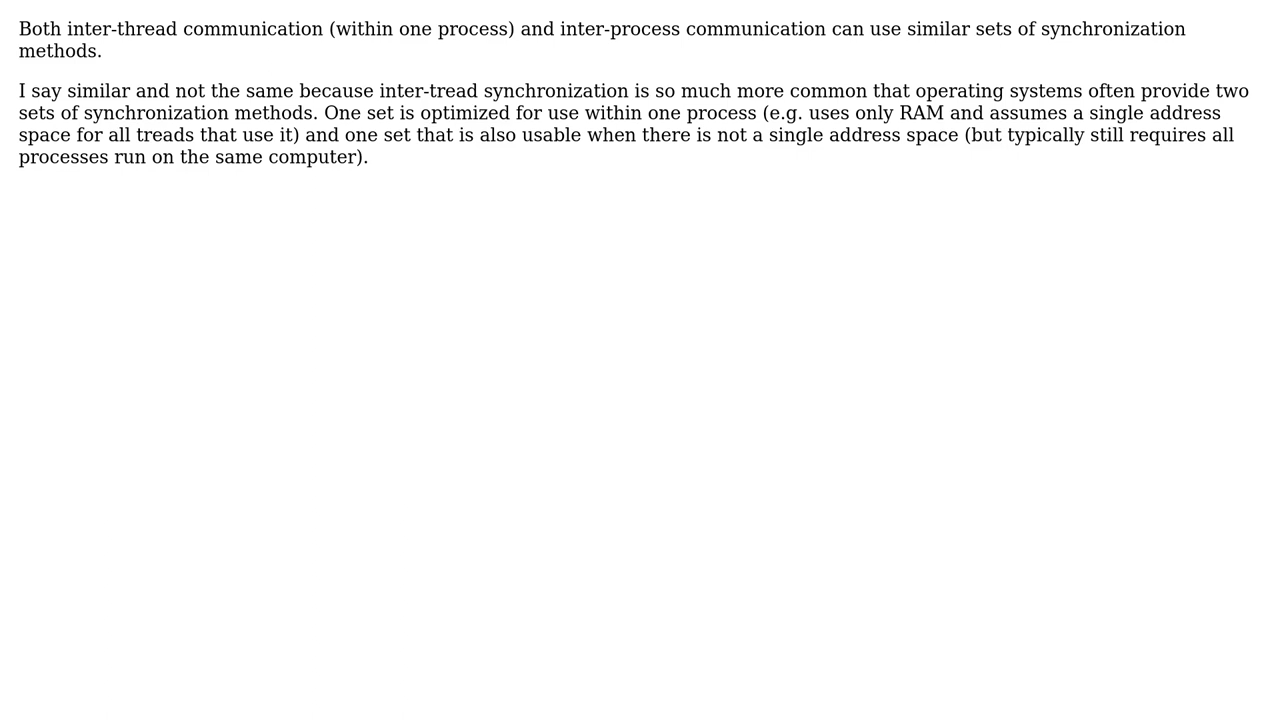 Both inter-thread communication (within one process) and inter-process communication can use similar sets of synchronization
methods.
I say similar and not the same because inter-tread synchronization is so much more common that operating systems often provide two
sets of synchronization methods. One set is optimized for use within one process (e.g. uses only RAM and assumes a single address
space for all treads that use it) and one set that is also usable when there is not a single address space (but typically still requires all
processes run on the same computer).